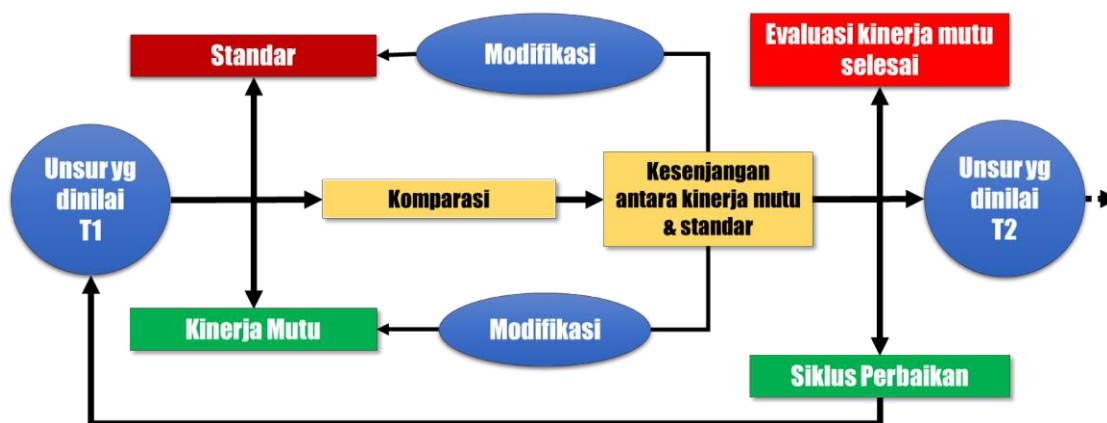 Standar
Modifikasi
Evaluasi kinerja mutu
selesai
Unsur yg
dinilai
T1
Komparasi
Kesenjangan
antara kinerja mutu
& standar
Unsur yg
dinilai
T2
Kinerja Mutu
Modifikasi
Siklus Perbaikan